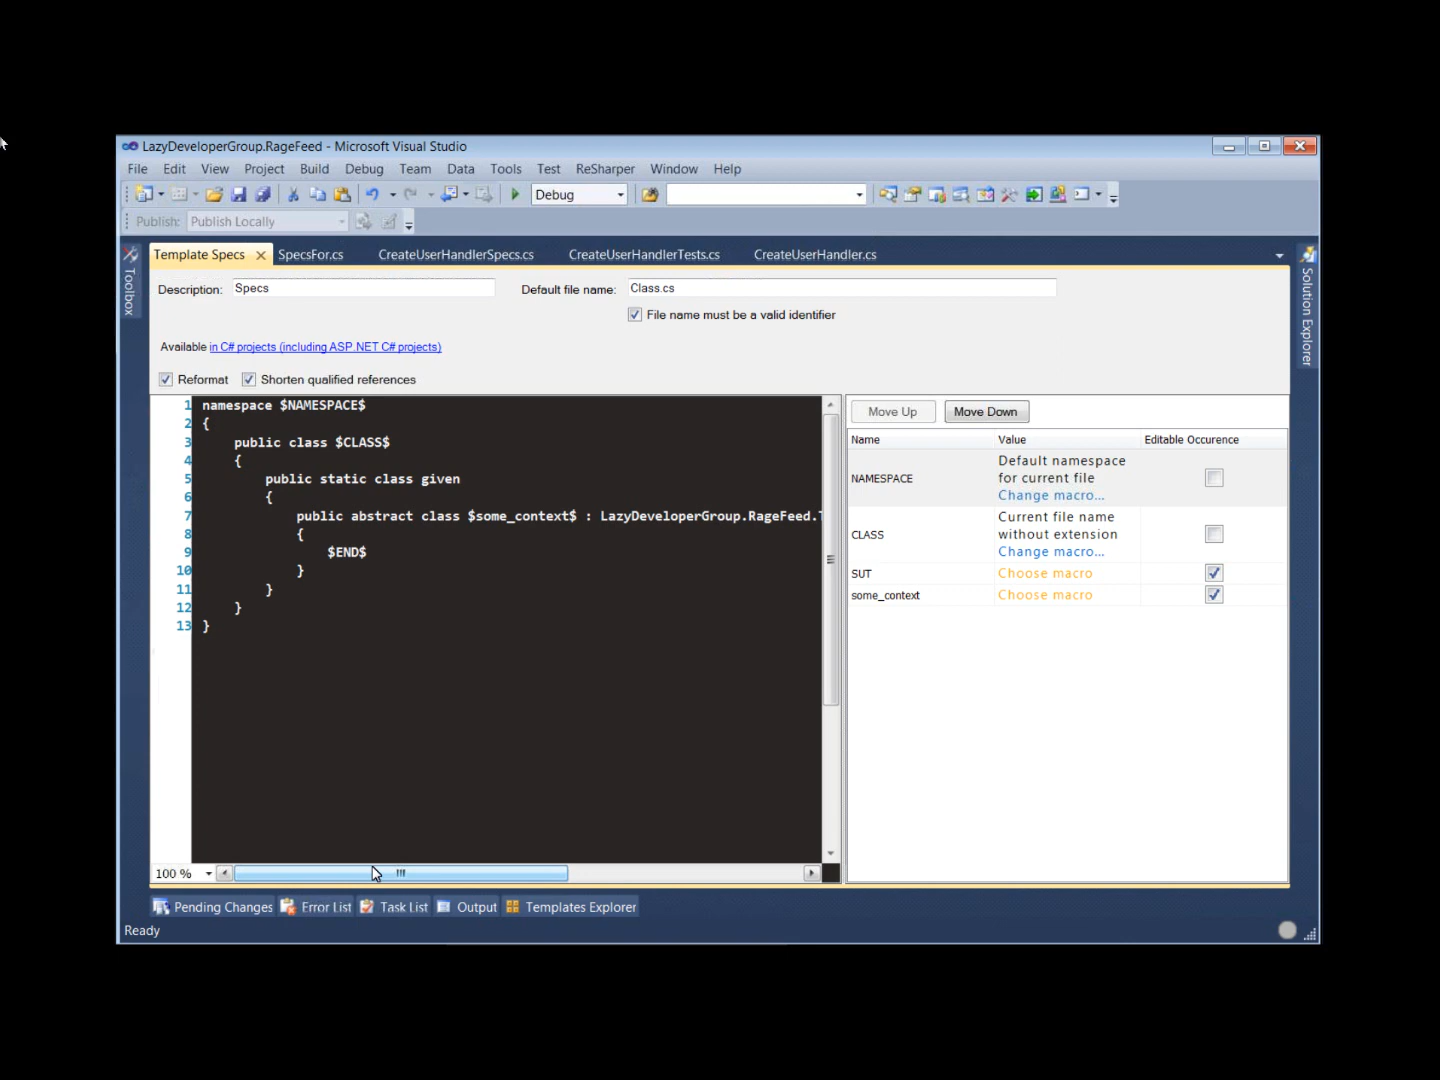 LazyDeveloperGroup.RageFeed - Microsoft Visual Studio
File Edit View Project Build Debug Team Data Tools Test ReSharper Window Help
Debug
Publish: Publish Locally
Toolbox
Template Specs SpecsFor.cs CreateUserHandlerSpecs.cs CreateUserHandlerTests.cs CreateUserHandler.cs
Solution Explorer
Description: Specs Default file name: Class.cs
File name must be a valid identifier
Available in C# projects (including ASP.NET C# projects)
Reformat Shorten qualified references
1 namespace $NAMESPACE$
2 {
3 public class $CLASS$
4 {
5 public static class given
6 {
7 public abstract class $some_context$ : LazyDeveloperGroup.RageFeed.
8 {
9 $END$
10 }
11 }
12 }
13 }
Move Up Move Down
Name Value Editable Occurence
NAMESPACE Default namespace for current file Change macro...
CLASS Current file name without extension Change macro...
SUT Choose macro
some_context Choose macro
100 %
Pending Changes Error List Task List Output Templates Explorer
Ready